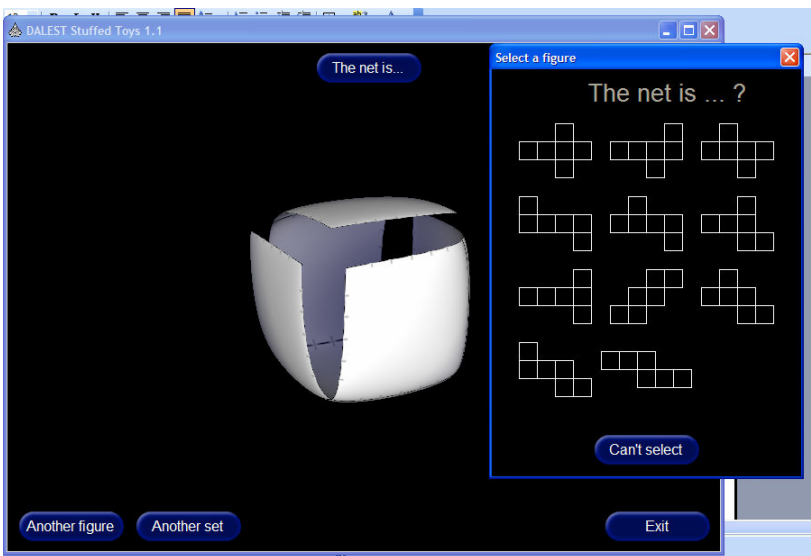 DALEST Stuffed Toys 1.1
The net is...
Select a figure
The net is ... ?
Can't select
Another figure
Another set
Exit